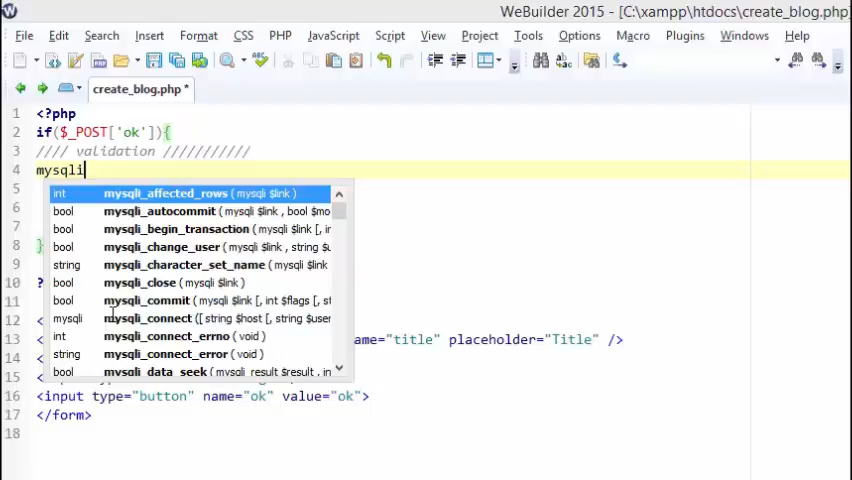 WeBuilder 2015 - [C:\xampp\htdocs\create_blog.php
File Edit Search Insert Format CSS PHP JavaScript Script View Project Tools Options Macro Plugins Windows Help
create_blog.php *
1 <?php
2 if($_POST['ok']){
3 //// validation ///////////
4 mysqli
5 int mysqli_affected_rows ( mysqli $link )
bool mysqli_autocommit ( mysqli $link , bool $mo
6 bool mysqli_begin_transaction ( mysqli $link [, in
7 bool mysqli_change_user ( mysqli $link , string $u
8 } string mysqli_character_set_name ( mysqli $link
9 bool mysqli_close ( mysqli $link )
10 ? bool mysqli_commit ( mysqli $link [, int $flags [, st
11 mysqli mysqli_connect ([ string $host [, string $user
12 < int mysqli_connect_errno ( void )
13 < ame="title" placeholder="Title" />
14 < string mysqli_connect_error ( void )
15 < bool mysqli_data_seek ( mysqli_result $result , in
16 <input type="button" name="ok" value="ok">
17 </form>
18